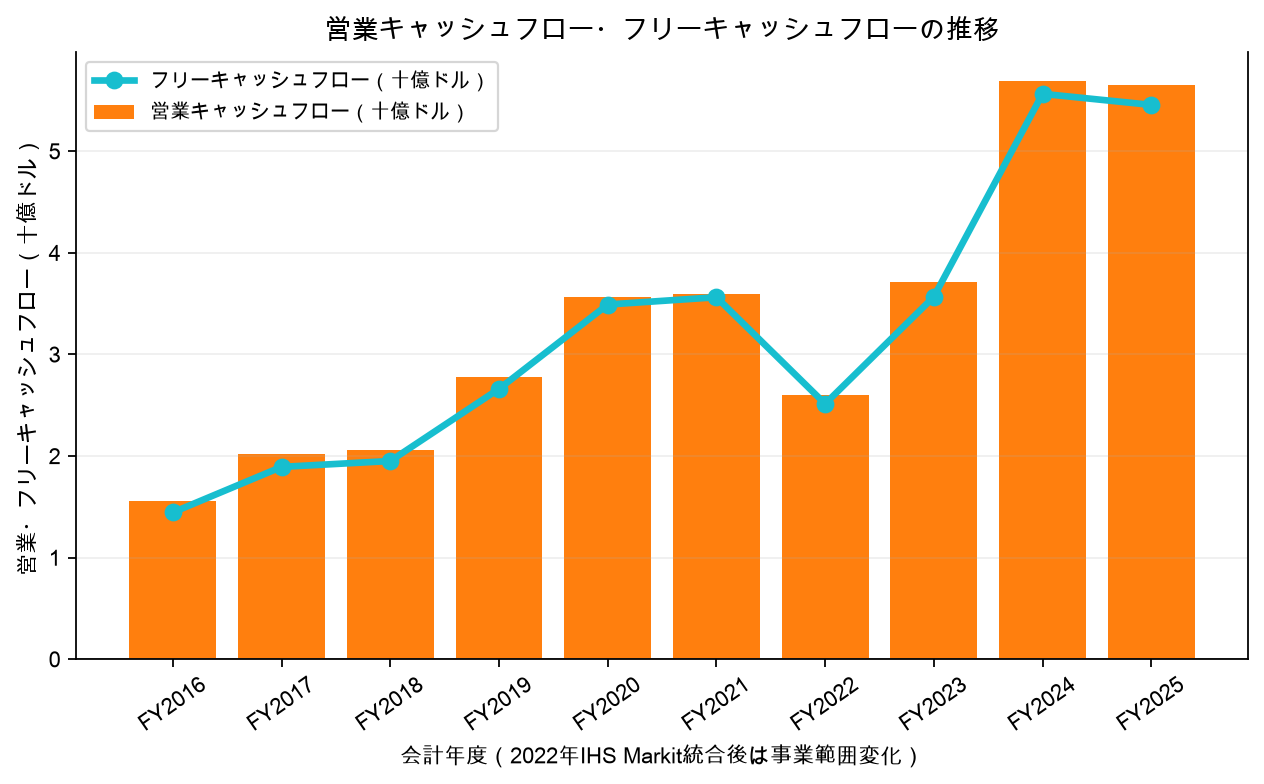 営業キャッシュフロー・フリーキャッシュフローの推移
フリーキャッシュフロー（十億ドル）
営業キャッシュフロー（十億ドル）
営業・フリーキャッシュフロー（十億ドル）
5
4
3
2
1
0
FY2016
FY2017
FY2018
FY2019
FY2020
FY2021
FY2022
FY2023
FY2024
FY2025
会計年度（2022年IHS Markit統合後は事業範囲変化）